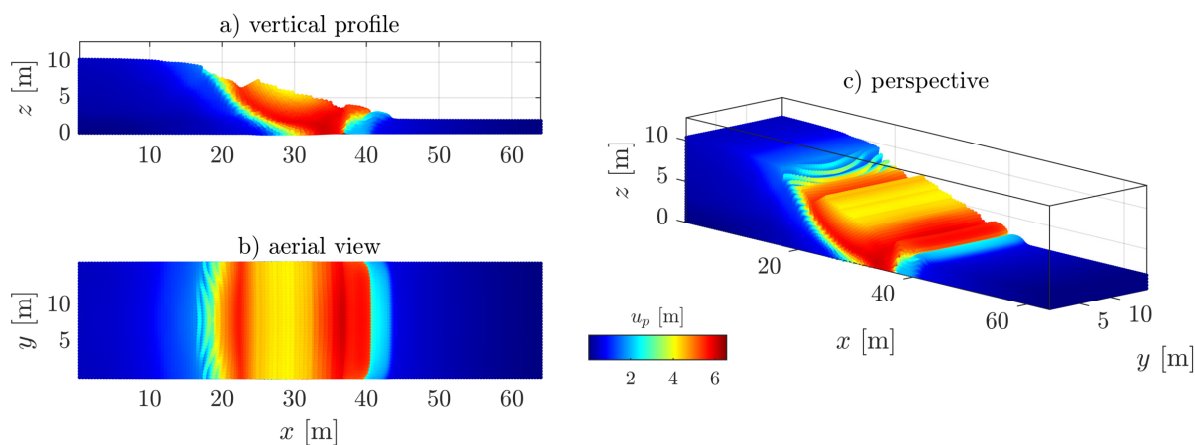 a) vertical profile
z [m]
10
5
0
10 20 30 40 50 60
b) aerial view
y [m]
10
5
10 20 30 40 50 60
x [m]
c) perspective
z [m]
10
5
0
20
40
60
x [m]
5
10
y [m]
u_p [m]
2 4 6